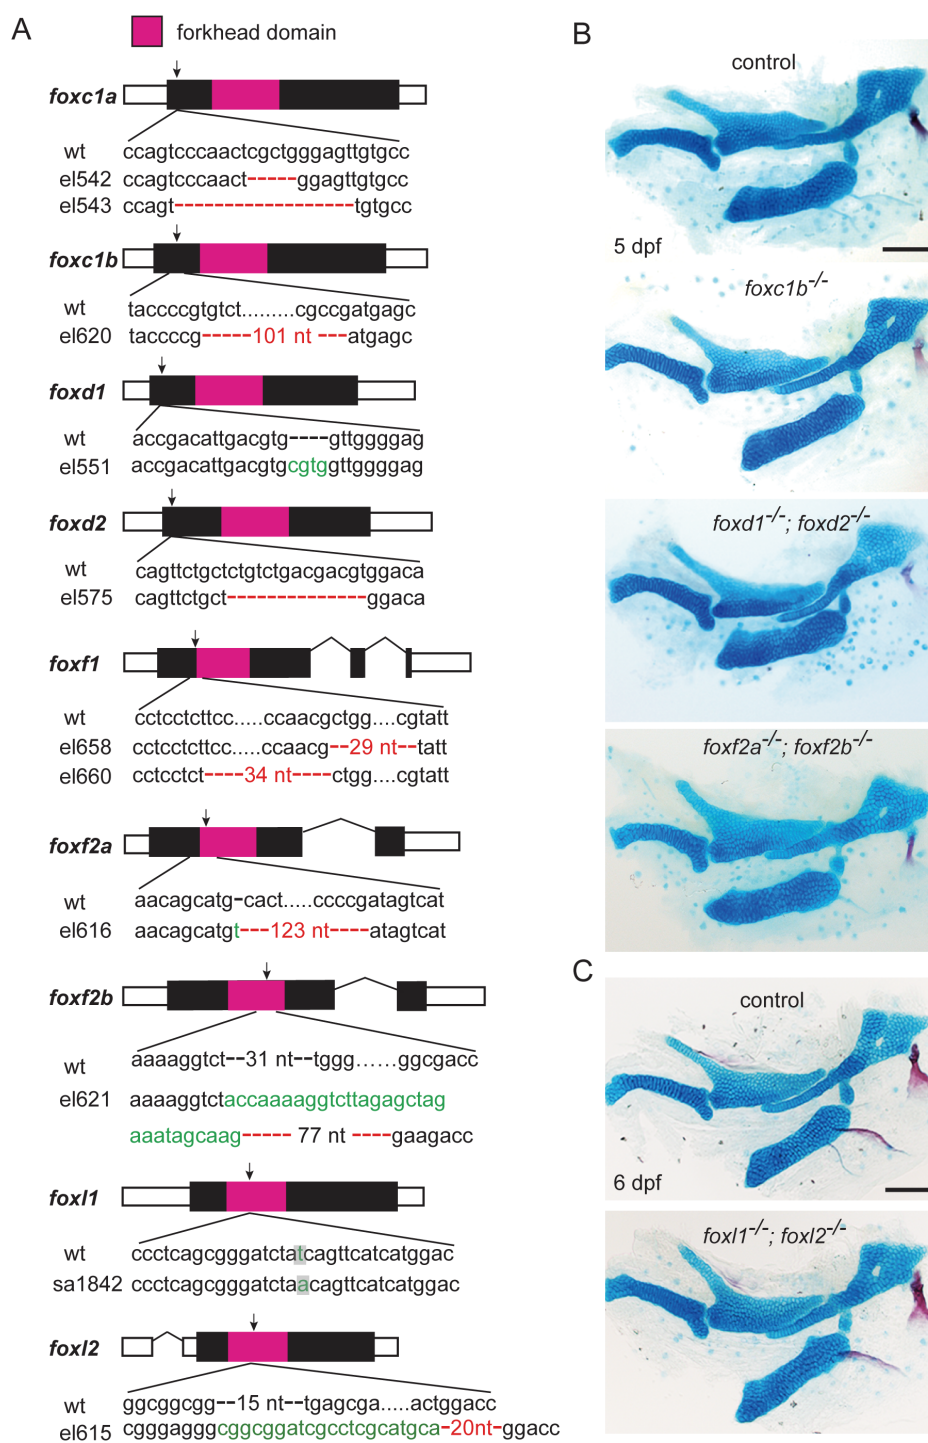 A
forkhead domain
foxc1a
wt ccagtcccaactcgctgggagttgtgcc
el542 ccagtcccaact-----ggagttgtgcc
el543 ccagt------------------tgtgcc
foxc1b
wt taccccgtgtct.........cgccgatgagc
el620 taccccg-----101 nt ---atgagc
foxd1
wt accgacattgacgtg----gttggggag
el551 accgacattgacgtgcgtggttggggag
foxd2
wt cagttctgctctgtctgacgacgtggaca
el575 cagttctgct--------------ggaca
foxf1
wt cctcctcttcc.....ccaacgctgg....cgtatt
el658 cctcctcttcc.....ccaacg--29 nt--tatt
el660 cctcctct----34 nt----ctgg....cgtatt
foxf2a
wt aacagcatg-cact.....ccccgatagtcat
el616 aacagcatgt---123 nt----atagtcat
foxf2b
wt aaaaggtct--31 nt--tggg......ggcgacc
el621 aaaaggtctaccaaaaggtcttagagctag
aaatagcaag----- 77 nt ----gaagacc
foxl1
wt ccctcagcgggatctatcagttcatcatggac
sa1842 ccctcagcgggatctaacagttcatcatggac
foxl2
wt ggcggcgg--15 nt--tgagcga.....actggacc
el615 cgggagggcggcggatcgcctcgcatgca-20nt-ggacc
B
control
5 dpf
foxc1b-/-
foxd1-/-; foxd2-/-
foxf2a-/-; foxf2b-/-
C
control
6 dpf
foxl1-/-; foxl2-/-